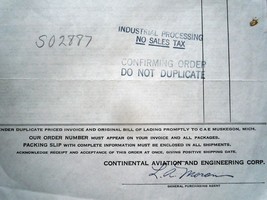 INDUSTRIAL PROCESSING
NO SALES TAX
502887
CONFIRMING ORDER
DO NOT DUPLICATE
RENDER DUPLICATE PRICED INVOICE AND ORIGINAL BILL OF LADING PROMPTLY TO CAE MUSKEGON, MICH.
OUR ORDER NUMBER MUST APPEAR ON YOUR INVOICE AND ALL PACKAGES.
PACKING SLIP WITH COMPLETE INFORMATION MUST BE ENCLOSED IN ALL SHIPMENTS.
ACKNOWLEDGE RECEIPT AND ACCEPTANCE OF THIS ORDER AT ONCE, GIVING POSITIVE SHIPPING DATE.
CONTINENTAL AVIATION AND ENGINEERING CORP.
GENERAL PURCHASING AGENT